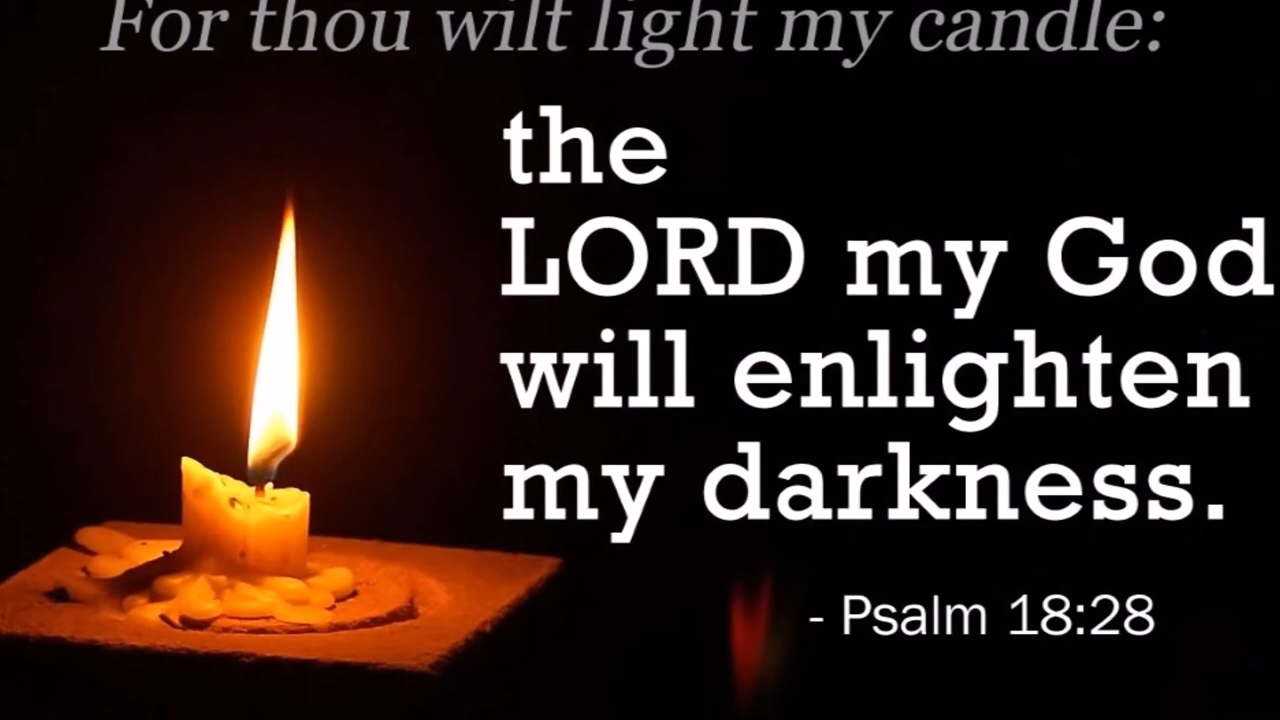 For thou wilt light my candle:
the
LORD my God
will enlighten
my darkness.
- Psalm 18:28